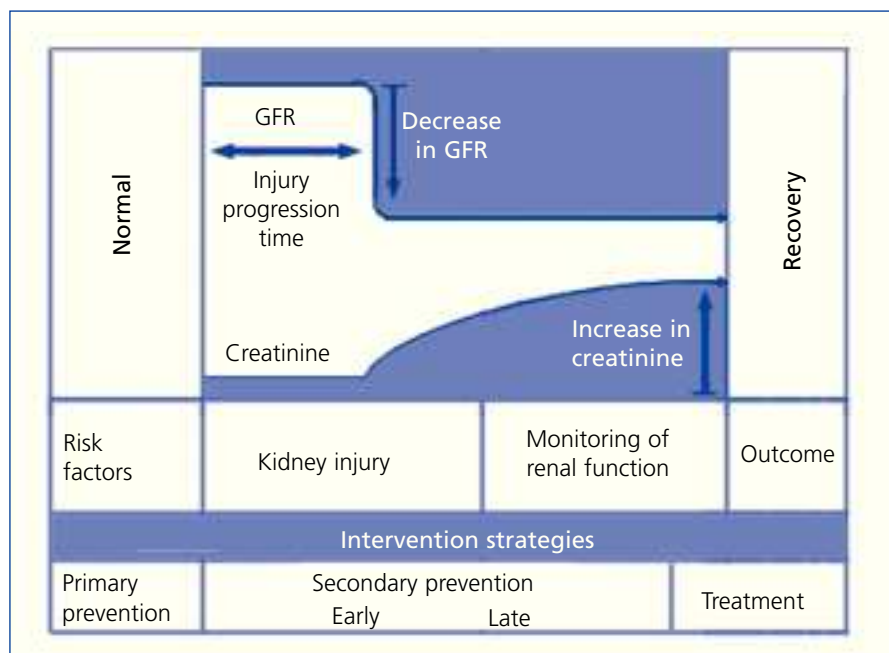 Normal
GFR
Injury
progression
time
Creatinine
Decrease
in GFR
Increase in
creatinine
Recovery
Risk
factors
Kidney injury
Monitoring of
renal function
Outcome
Intervention strategies
Primary
prevention
Secondary prevention
Early Late
Treatment